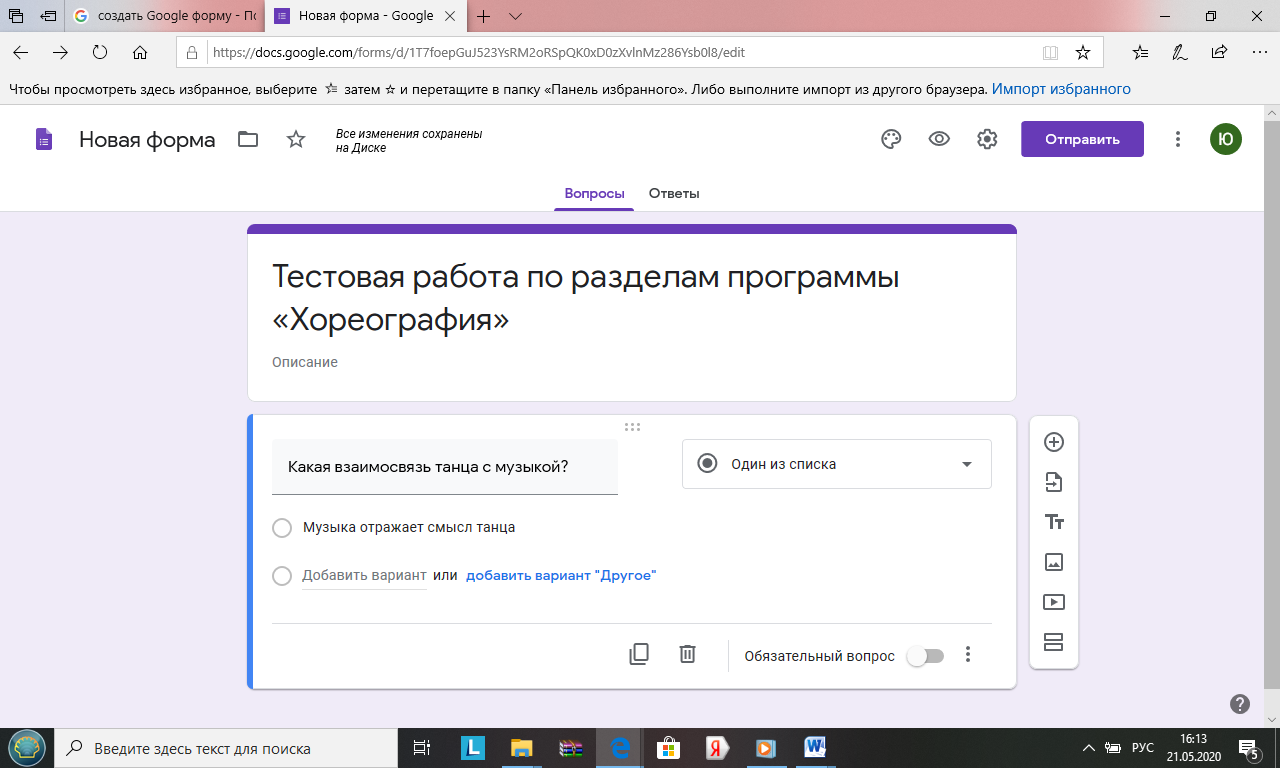 создать Google форму - По
Новая форма - Google
https://docs.google.com/forms/d/1T7foepGuJ523YsRM2oRSpQK0xD0zXvlnMz286Ysb0l8/edit
Чтобы просмотреть здесь избранное, выберите затем и перетащите в папку «Панель избранного». Либо выполните импорт из другого браузера. Импорт избранного
Новая форма
Все изменения сохранены
на Диске
Отправить
Ю
Вопросы Ответы
Тестовая работа по разделам программы
«Хореография»
Описание
Какая взаимосвязь танца с музыкой?
Один из списка
Музыка отражает смысл танца
Добавить вариант или добавить вариант "Другое"
Обязательный вопрос
Введите здесь текст для поиска
РУС
16:13
21.05.2020
5